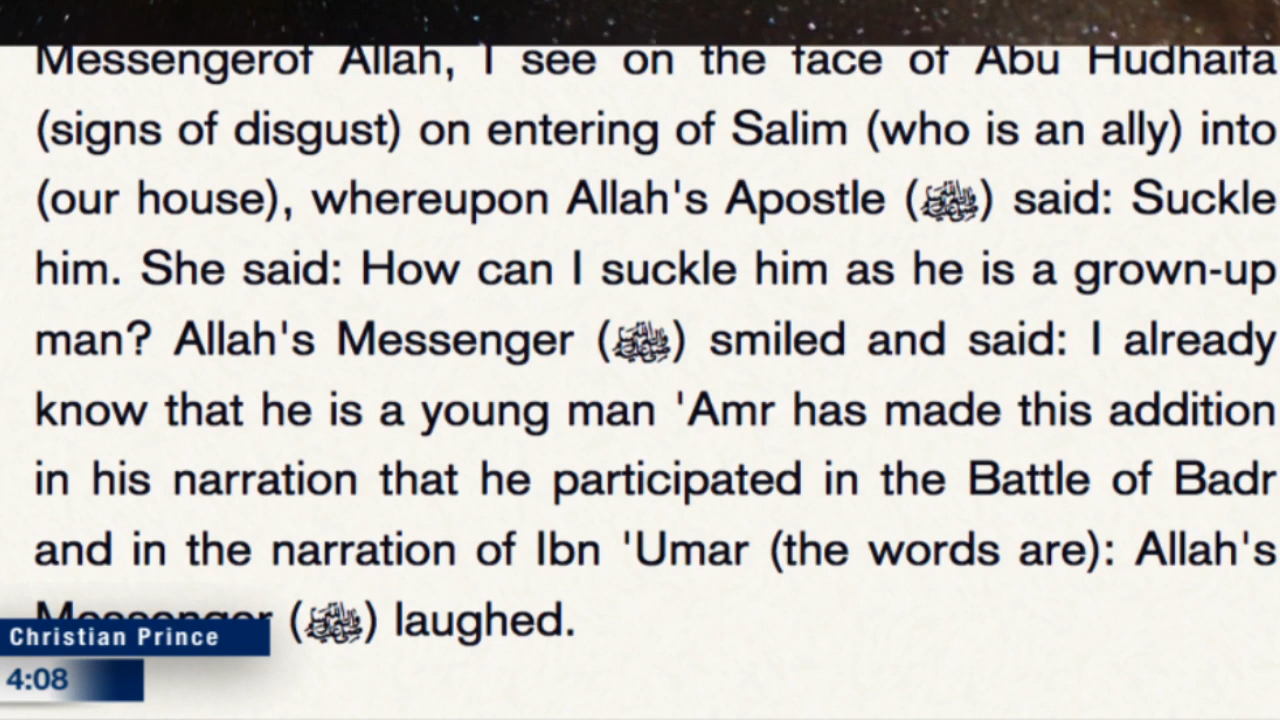 Messengerof Allah, I see on the face of Abu Hudhaifa
(signs of disgust) on entering of Salim (who is an ally) into
(our house), whereupon Allah's Apostle (ﷺ) said: Suckle
him. She said: How can I suckle him as he is a grown-up
man? Allah's Messenger (ﷺ) smiled and said: I already
know that he is a young man 'Amr has made this addition
in his narration that he participated in the Battle of Badr
and in the narration of Ibn 'Umar (the words are): Allah's
Messenger (ﷺ) laughed.
Christian Prince
4:08